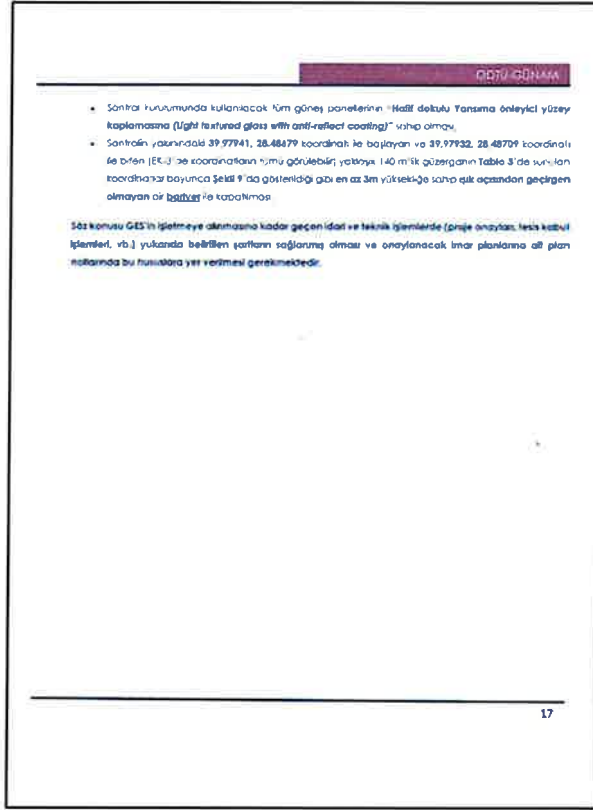 ODTÜ-GÜNAM
• Santral kurulumunda kullanılacak tüm güneş panellerinin "Hafif dokulu Yansıma önleyici yüzey
kaplamasına (Light textured glass with anti-reflect coating)" sahip olması,
• Santralin yakınındaki 39.97941, 28.48679 koordinatı ile başlayan ve 39.97932, 28.48709 koordinatı
ile biten (EK-3'de koordinatların tümü görülebilir) yaklaşık 140 m'lik güzergahın Tablo 3'de sunulan
koordinatlar boyunca Şekil 9'da gösterildiği gibi en az 3m yüksekliğe sahip ışık açısından geçirgen
olmayan bir bariyer ile kapatılması
Söz konusu GES'in işletmeye alınmasına kadar geçen idari ve teknik işlemlerde (proje onayları, tesis kabul
işlemleri, vb.) yukarıda belirtilen şartların sağlanmış olması ve onaylanacak imar planlarına ait plan
notlarında bu hususlara yer verilmesi gerekmektedir.
17